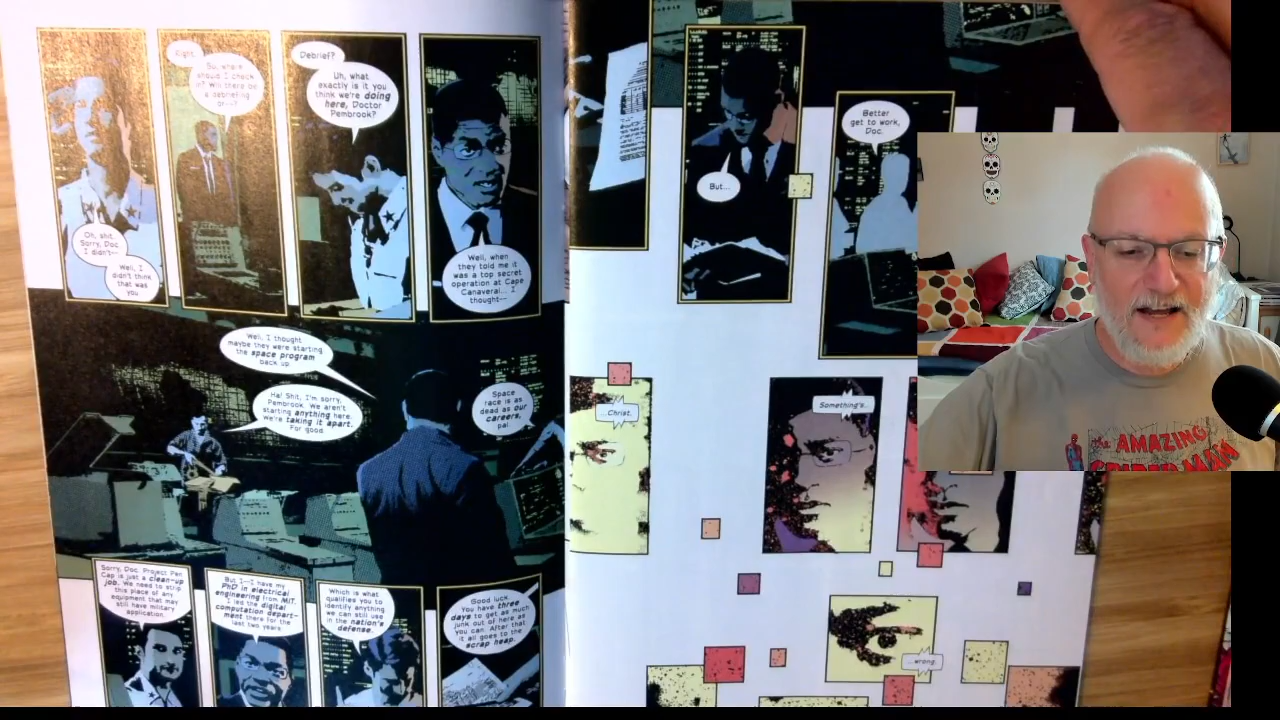 Oh, shit.
Sorry, Doc.
I didn't—
Well, I
didn't think
that was
you.
Right.
But, where
should I check
in? Will there be
a debriefing
or—?
Debrief?
Uh, what
exactly is it you
think we're doing
here, Doctor
Pembrook?
Well, when
they told me it
was a top secret
operation at Cape
Canaveral... I
thought—
Well, I thought
maybe they were starting
the space program
back up.
Ha! Shit, I'm sorry,
Pembrook. We aren't
starting anything here.
We're taking it apart.
For good.
Space
race is as
dead as our
careers,
pal.
Sorry, Doc. Project Pen
Cap is just a clean-up
job. We need to strip
this place of any
equipment that may
still have military
application.
But I—I have my
PhD in electrical
engineering from MIT.
I led the digital
computation depart-
ment there for the
last two years.
Which is what
qualifies you to
identify anything
we can still use
in the nation's
defense.
Good luck.
You have three
days to get as much
junk out of here as
you can. After that
it all goes to the
scrap heap.
But...
Better
get to work,
Doc.
...Christ.
Something's...
...wrong.
the AMAZING
SPIDER-MAN